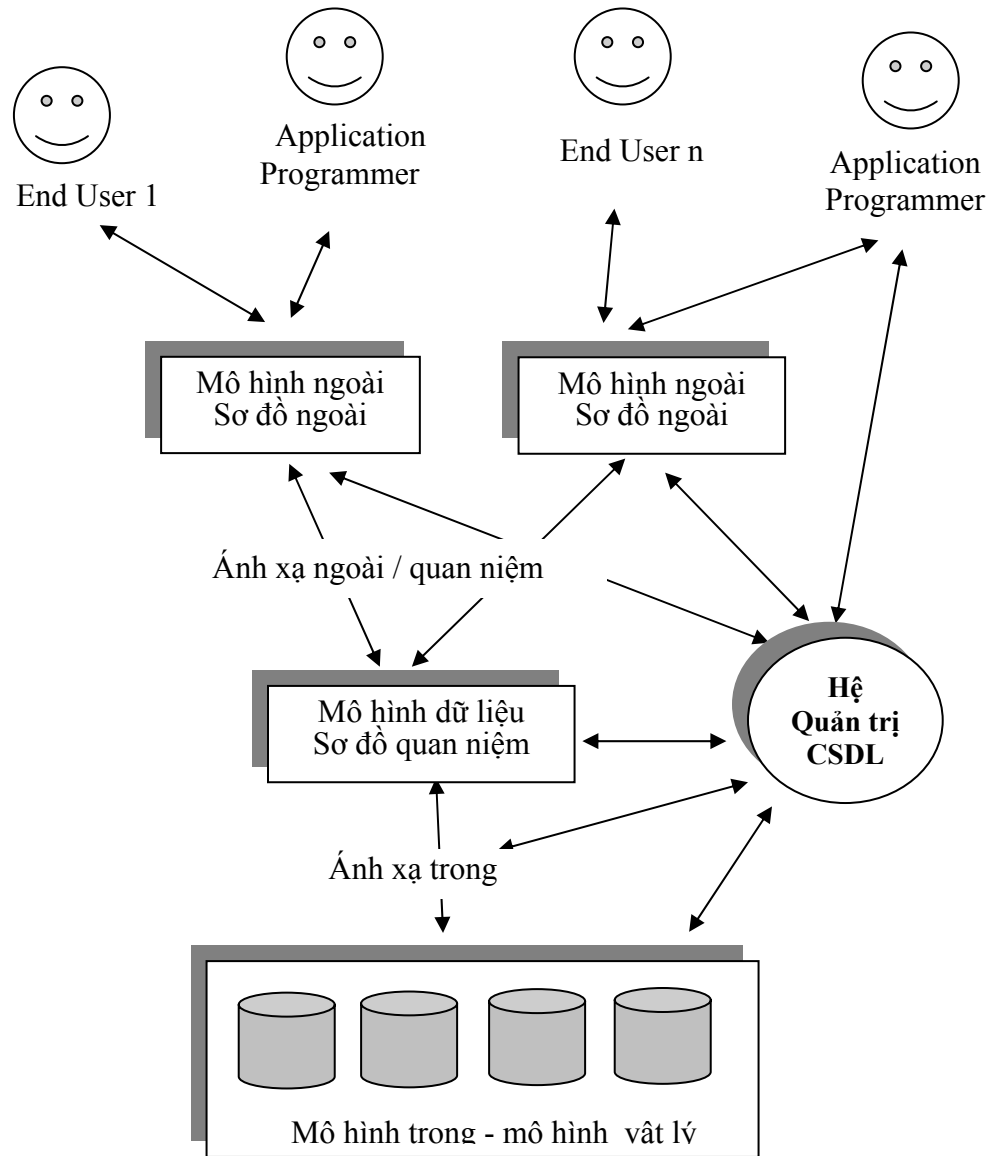 End User 1
Application
Programmer
End User n
Application
Programmer
Mô hình ngoài
Sơ đồ ngoài
Mô hình ngoài
Sơ đồ ngoài
Ánh xạ ngoài / quan niệm
Mô hình dữ liệu
Sơ đồ quan niệm
Hệ
Quản trị
CSDL
Ánh xạ trong
Mô hình trong - mô hình vật lý